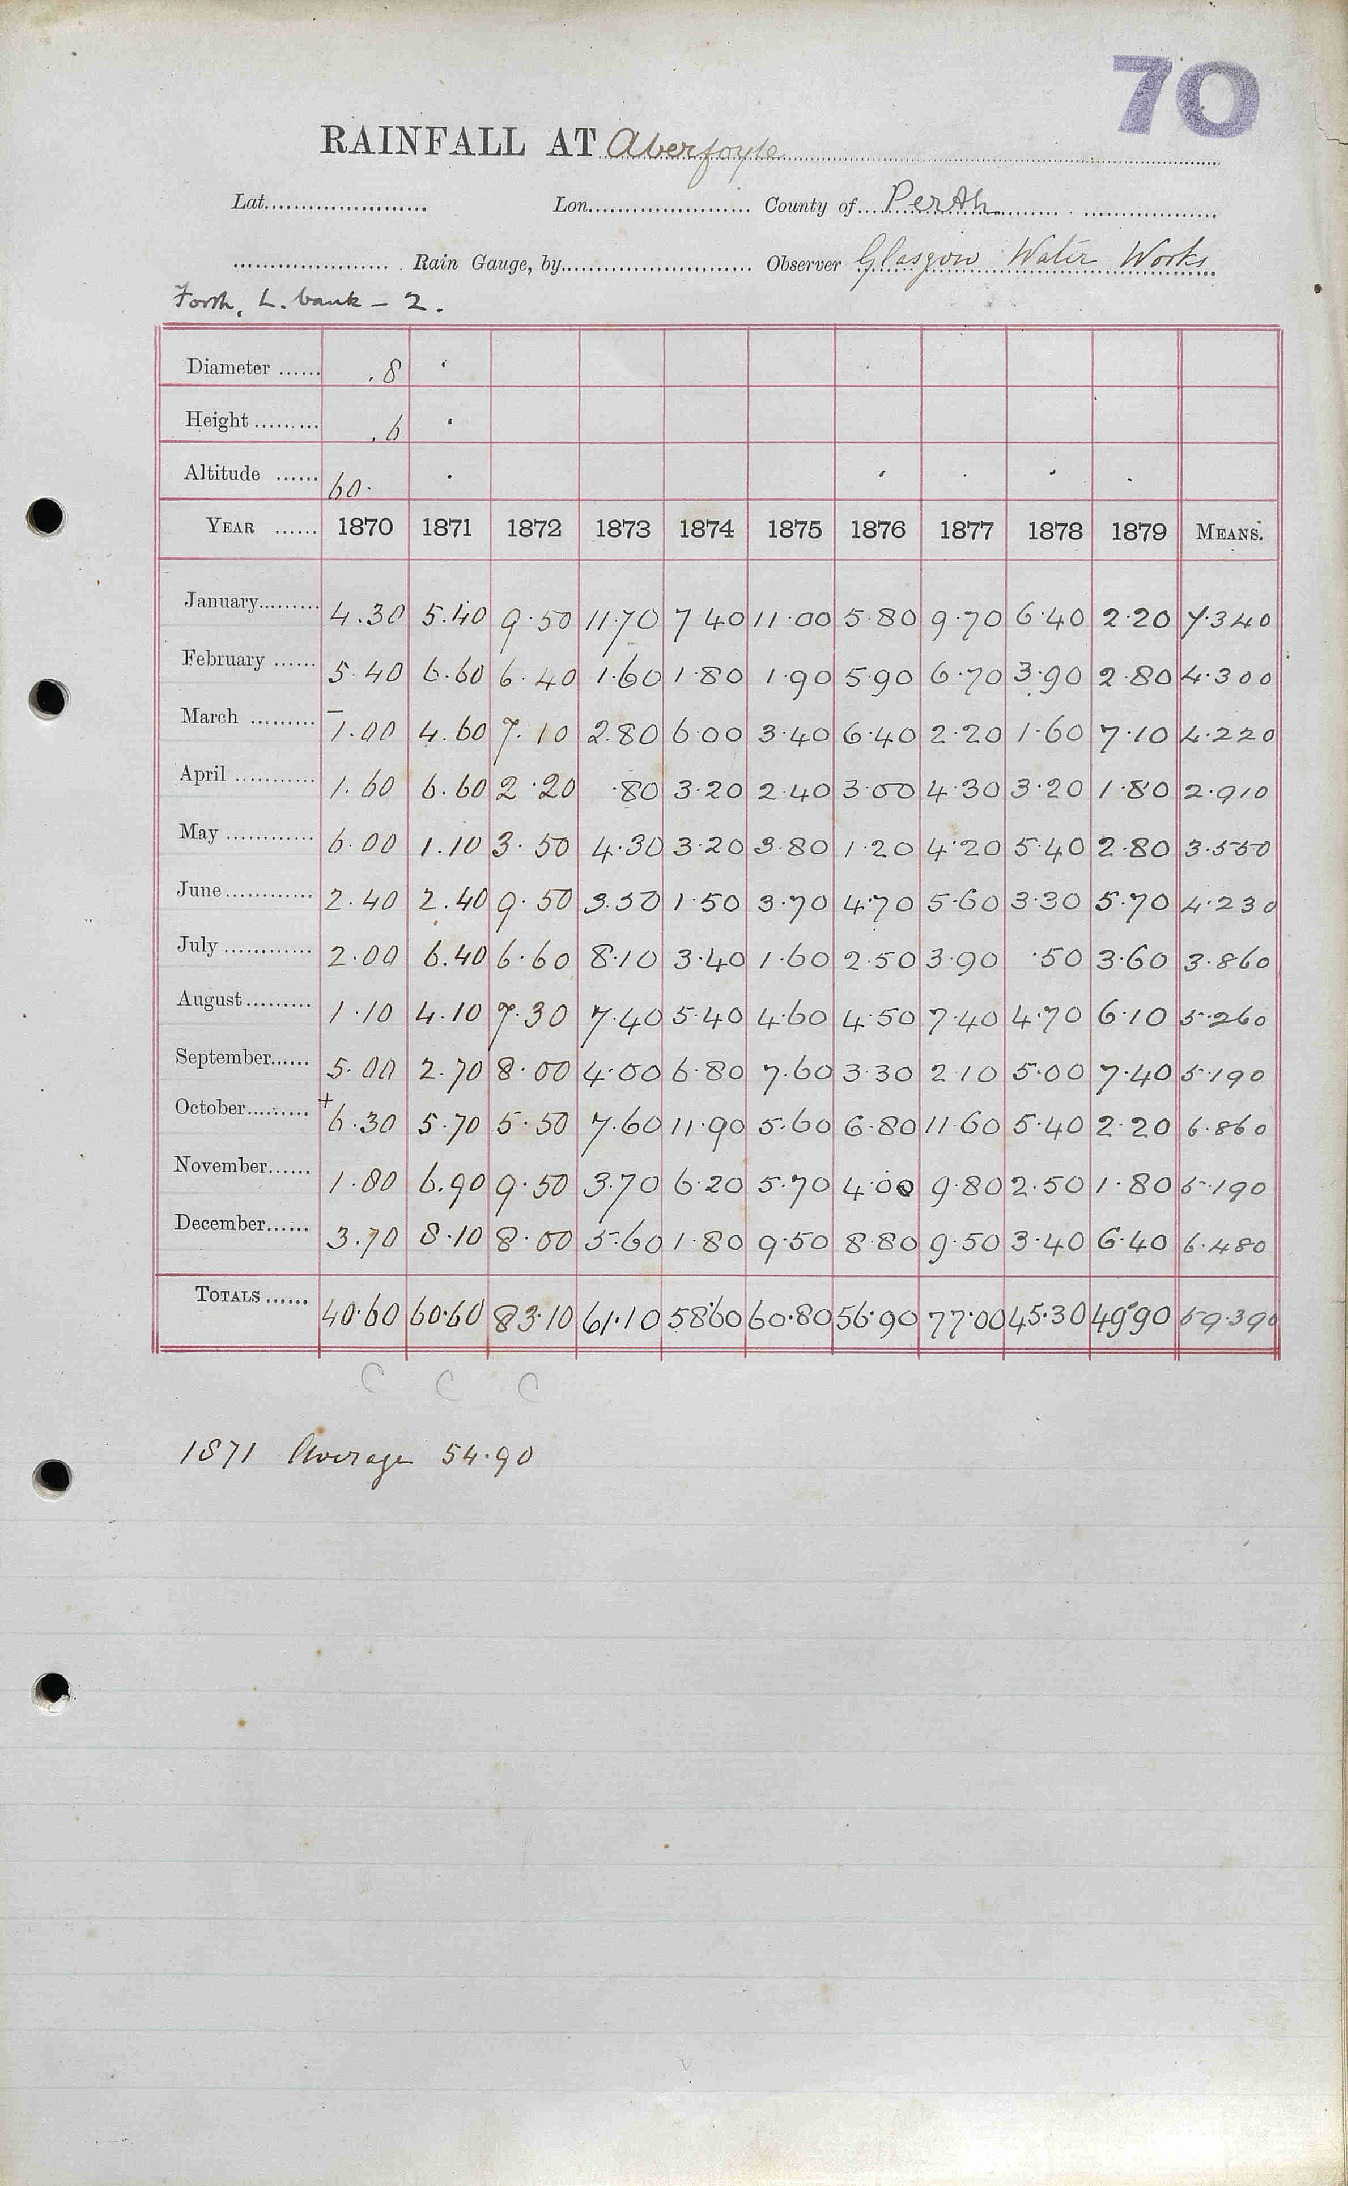 70
RAINFALL AT Aberfoyle
Lat. Lon. County of Perth
Rain Gauge, by Observer Glasgow Water Works
Forth, L. bank – 2.
Diameter ...... .8
Height ......... .6
Altitude ...... 60.
YEAR ...... 1870 1871 1872 1873 1874 1875 1876 1877 1878 1879 MEANS.
January......... 4.30 5.40 9.50 11.70 7.40 11.00 5.80 9.70 6.40 2.20 7.340
February ...... 5.40 6.60 6.40 1.60 1.80 1.90 5.90 6.70 3.90 2.80 4.300
March ......... 1.00 4.60 7.10 2.80 6.00 3.40 6.40 2.20 1.60 7.10 4.220
April ............ 1.60 6.60 2.20 .80 3.20 2.40 3.00 4.30 3.20 1.80 2.910
May ............ 6.00 1.10 3.50 4.30 3.20 3.80 1.20 4.20 5.40 2.80 3.550
June............ 2.40 2.40 9.50 3.50 1.50 3.70 4.70 5.60 3.30 5.70 4.230
July ............ 2.00 6.40 6.60 8.10 3.40 1.60 2.50 3.90 .50 3.60 3.860
August......... 1.10 4.10 7.30 7.40 5.40 4.60 4.50 7.40 4.70 6.10 5.260
September...... 5.00 2.70 8.00 4.00 6.80 7.60 3.30 2.10 5.00 7.40 5.190
October......... +6.30 5.70 5.50 7.60 11.90 5.60 6.80 11.60 5.40 2.20 6.860
November...... 1.80 6.90 9.50 3.70 6.20 5.70 4.00 9.80 2.50 1.80 5.190
December...... 3.70 8.10 8.00 5.60 1.80 9.50 8.80 9.50 3.40 6.40 6.480
TOTALS ...... 40.60 60.60 83.10 61.10 58.60 60.80 56.90 77.00 45.30 49.90 59.390
C C C
1871 Average 54.90